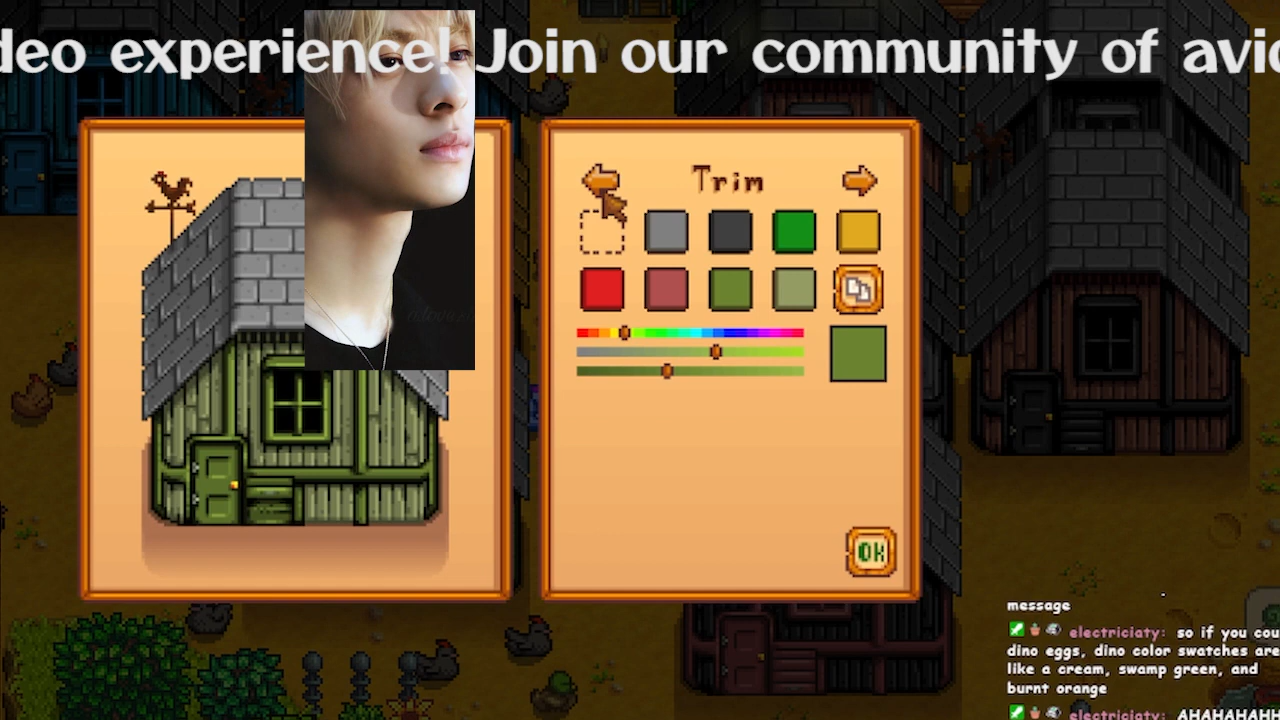 deo experience! Join our community of avid
Trim
OK
message
electriciaty: so if you cou
dino eggs, dino color swatches are
like a cream, swamp green, and
burnt orange
electriciaty: AHAHAHAHH